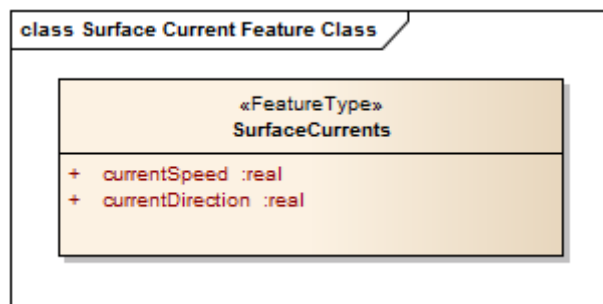 class Surface Current Feature Class
«FeatureType»
SurfaceCurrents
+ currentSpeed :real
+ currentDirection :real